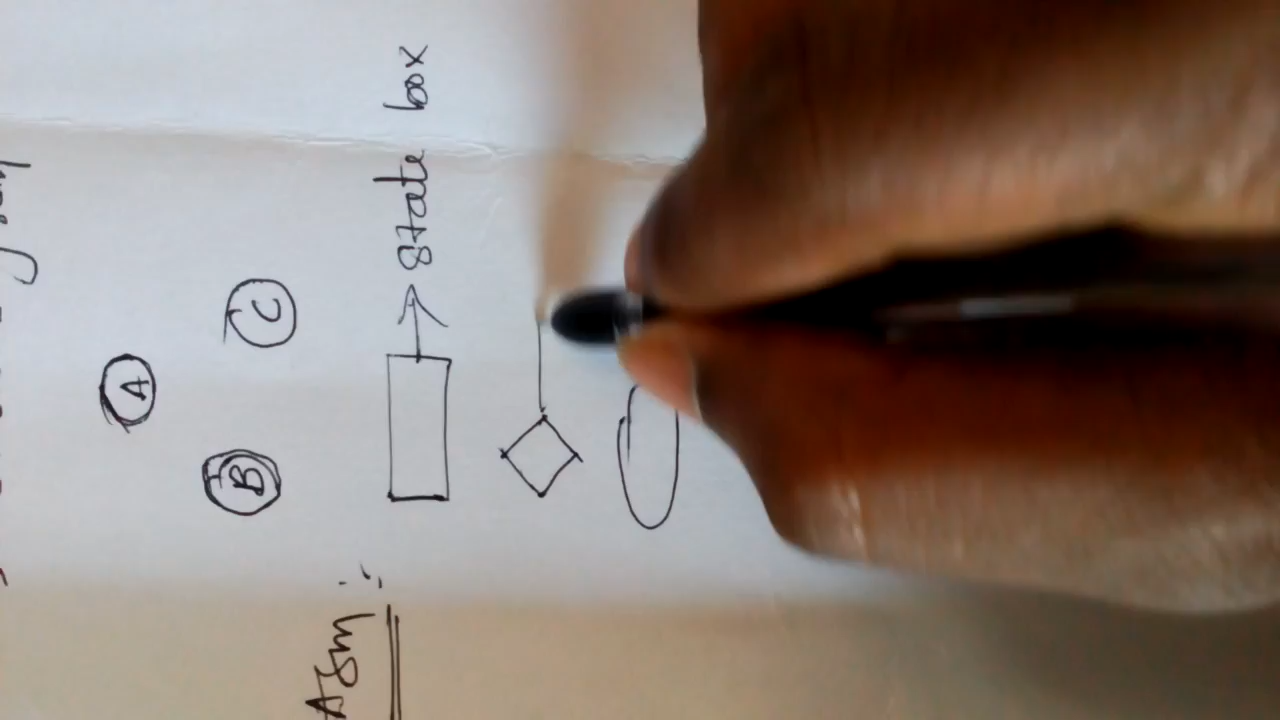 A
B C
ASM :-
→ state box